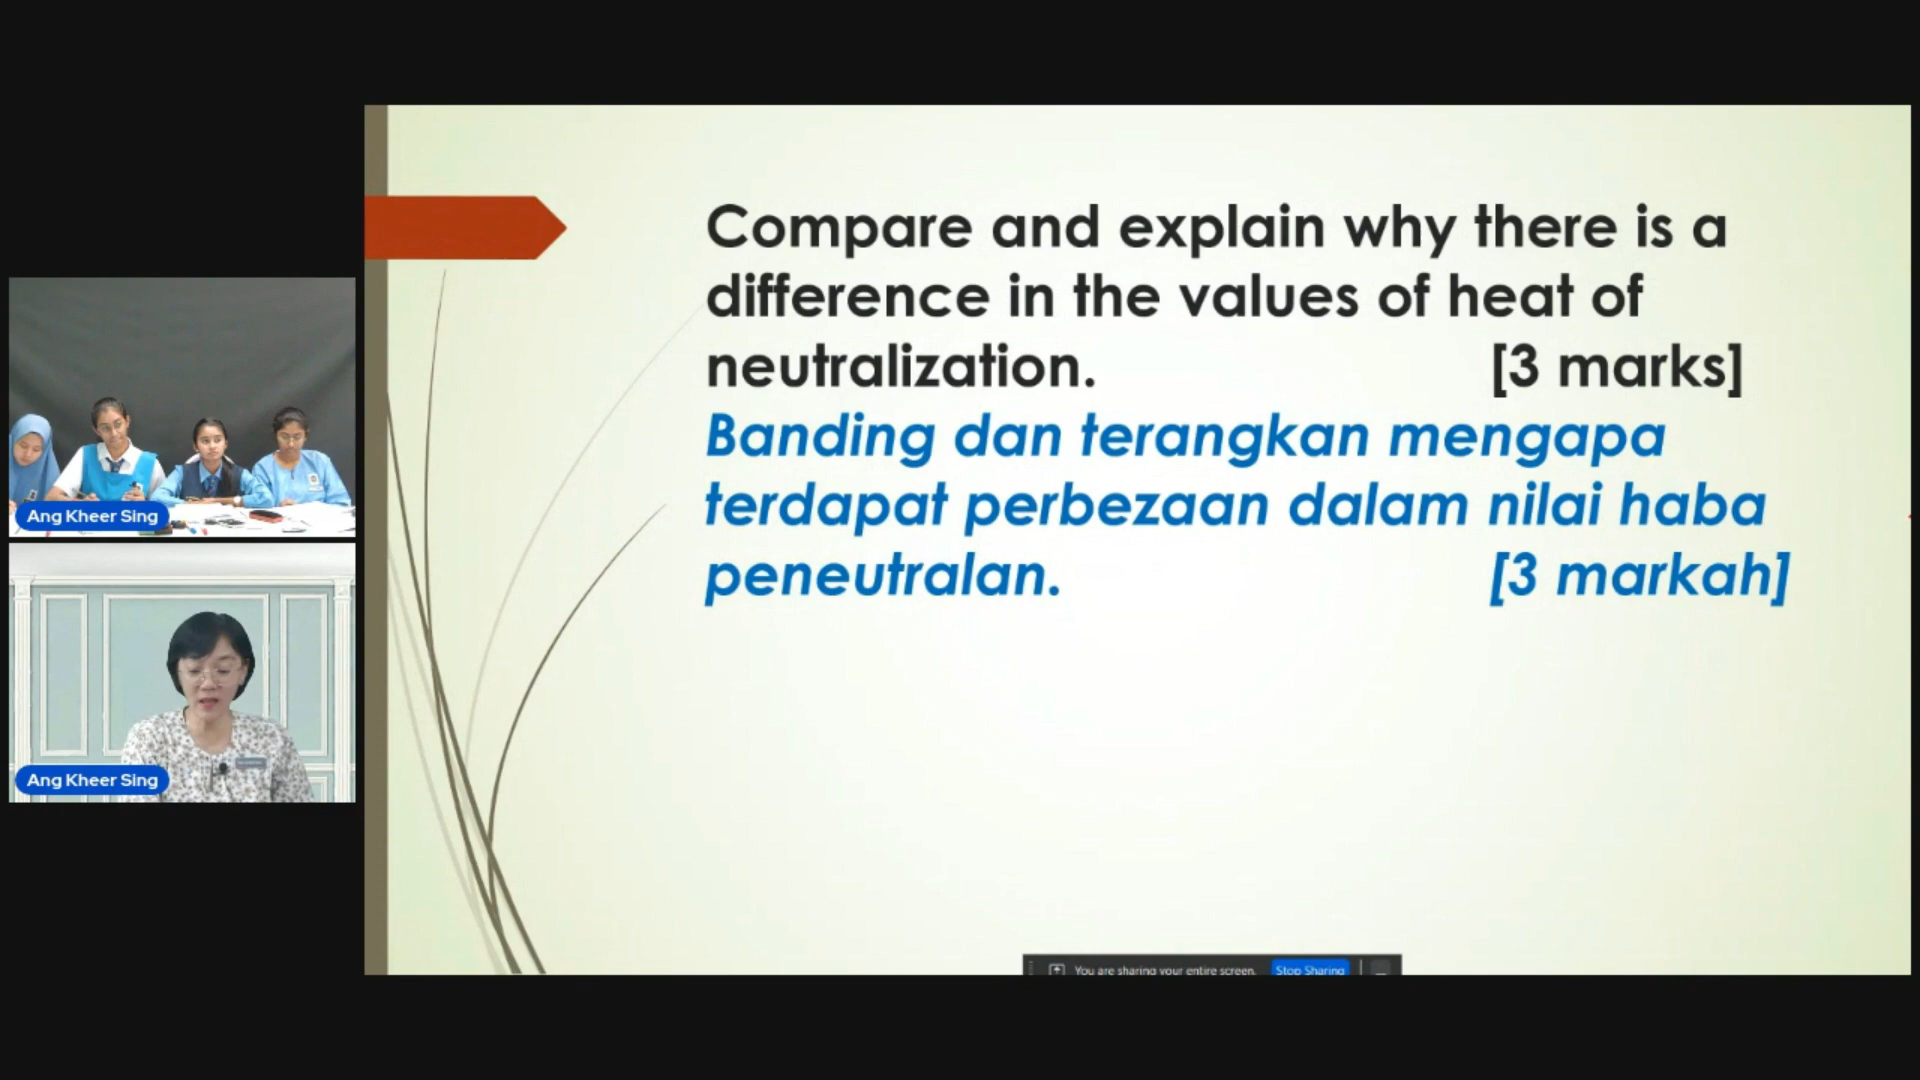 Compare and explain why there is a
difference in the values of heat of
neutralization. [3 marks]
Banding dan terangkan mengapa
terdapat perbezaan dalam nilai haba
peneutralan. [3 markah]
Ang Kheer Sing
Ang Kheer Sing
You are sharing your entire screen. Stop Sharing